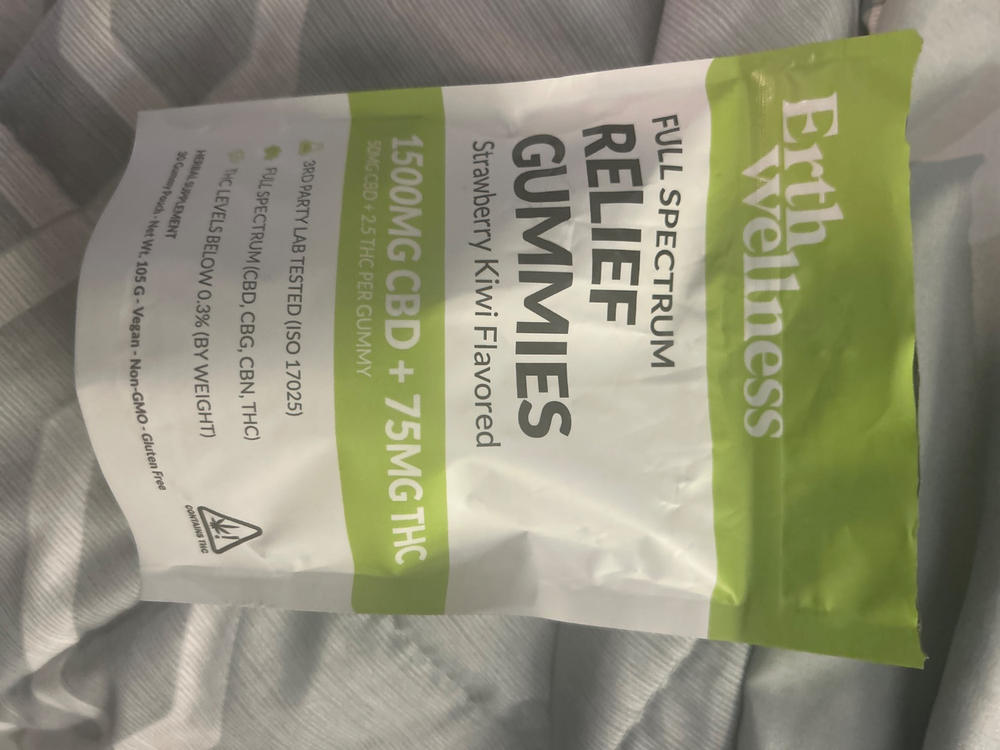 Erth
Wellness
FULL SPECTRUM
RELIEF
GUMMIES
Strawberry Kiwi Flavored
1500MG CBD + 75MG THC
50MG CBD + 2.5 THC PER GUMMY
3RD PARTY LAB TESTED (ISO 17025)
FULL SPECTRUM (CBD, CBG, CBN, THC)
THC LEVELS BELOW 0.3% (BY WEIGHT)
HERBAL SUPPLEMENT
30 Gummy Pouch - Net Wt. 105 G - Vegan - Non-GMO - Gluten Free
CONTAINS THC